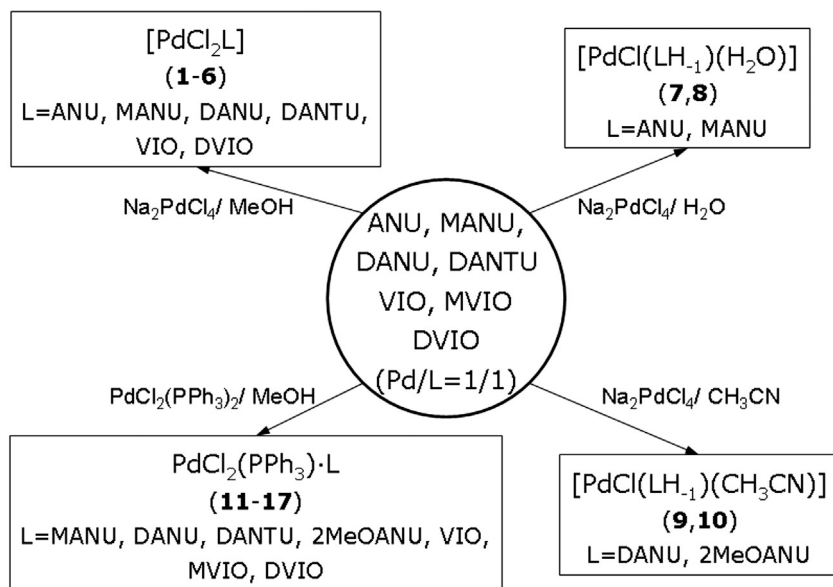 [PdCl₂L]
(1-6)
L=ANU, MANU, DANU, DANTU,
VIO, DVIO
[PdCl(LH₋₁)(H₂O)]
(7,8)
L=ANU, MANU
Na₂PdCl₄/ MeOH
Na₂PdCl₄/ H₂O
ANU, MANU,
DANU, DANTU
VIO, MVIO
DVIO
(Pd/L=1/1)
PdCl₂(PPh₃)₂/ MeOH
Na₂PdCl₄/ CH₃CN
PdCl₂(PPh₃)·L
(11-17)
L=MANU, DANU, DANTU, 2MeOANU, VIO,
MVIO, DVIO
[PdCl(LH₋₁)(CH₃CN)]
(9,10)
L=DANU, 2MeOANU